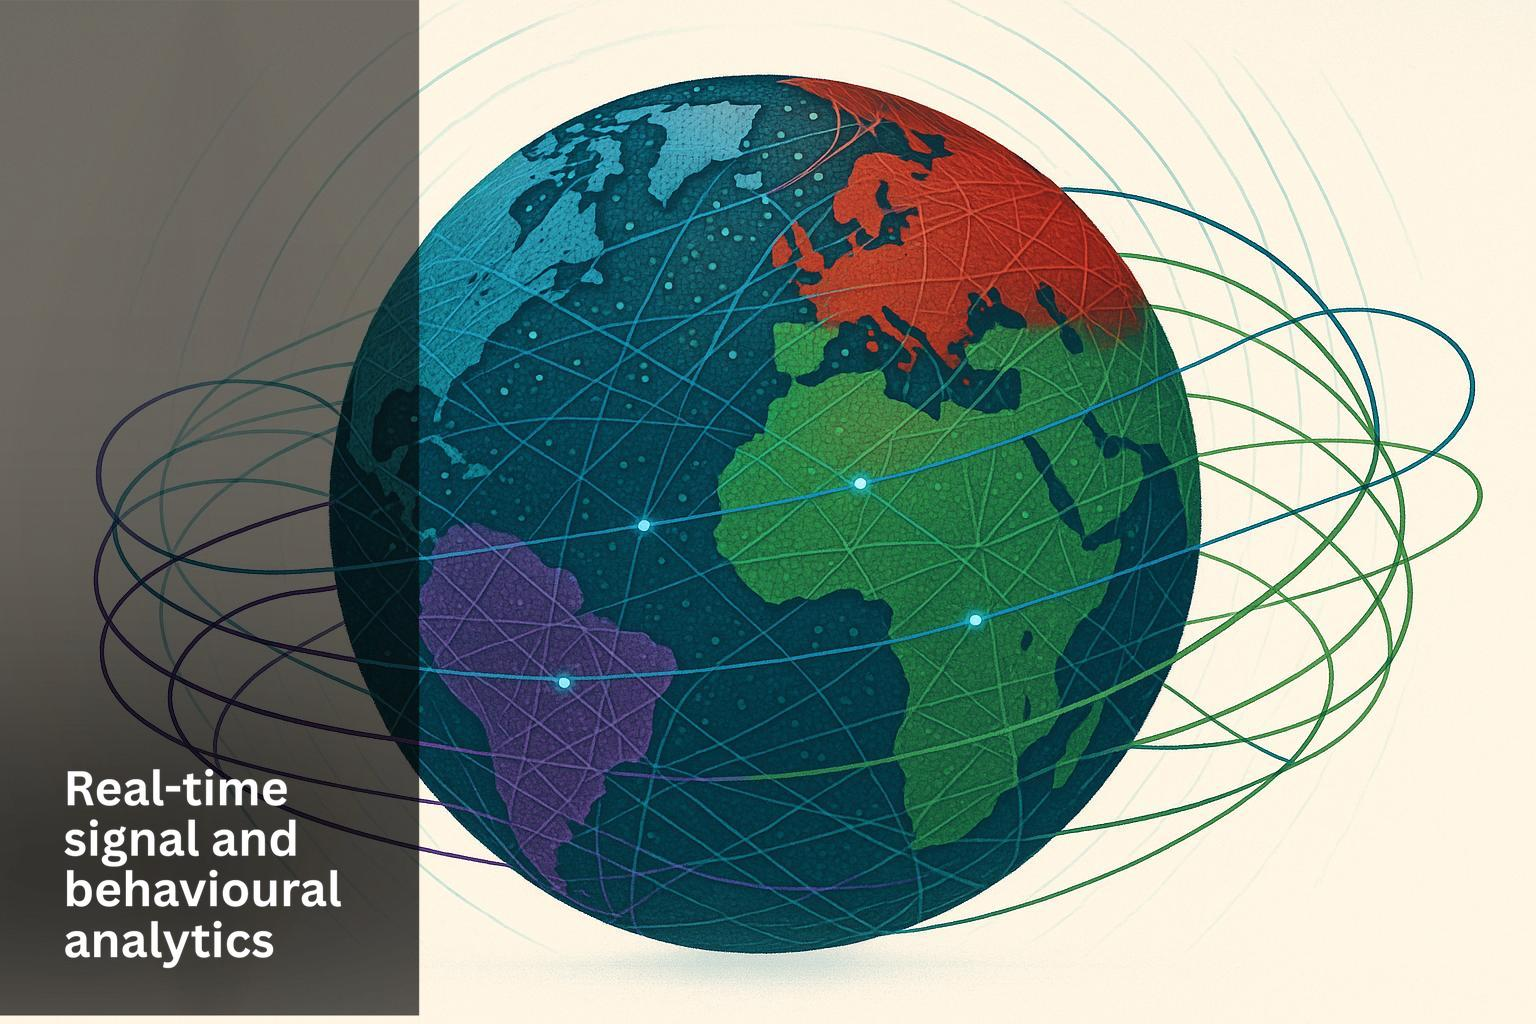 Real-time
signal and
behavioural
analytics